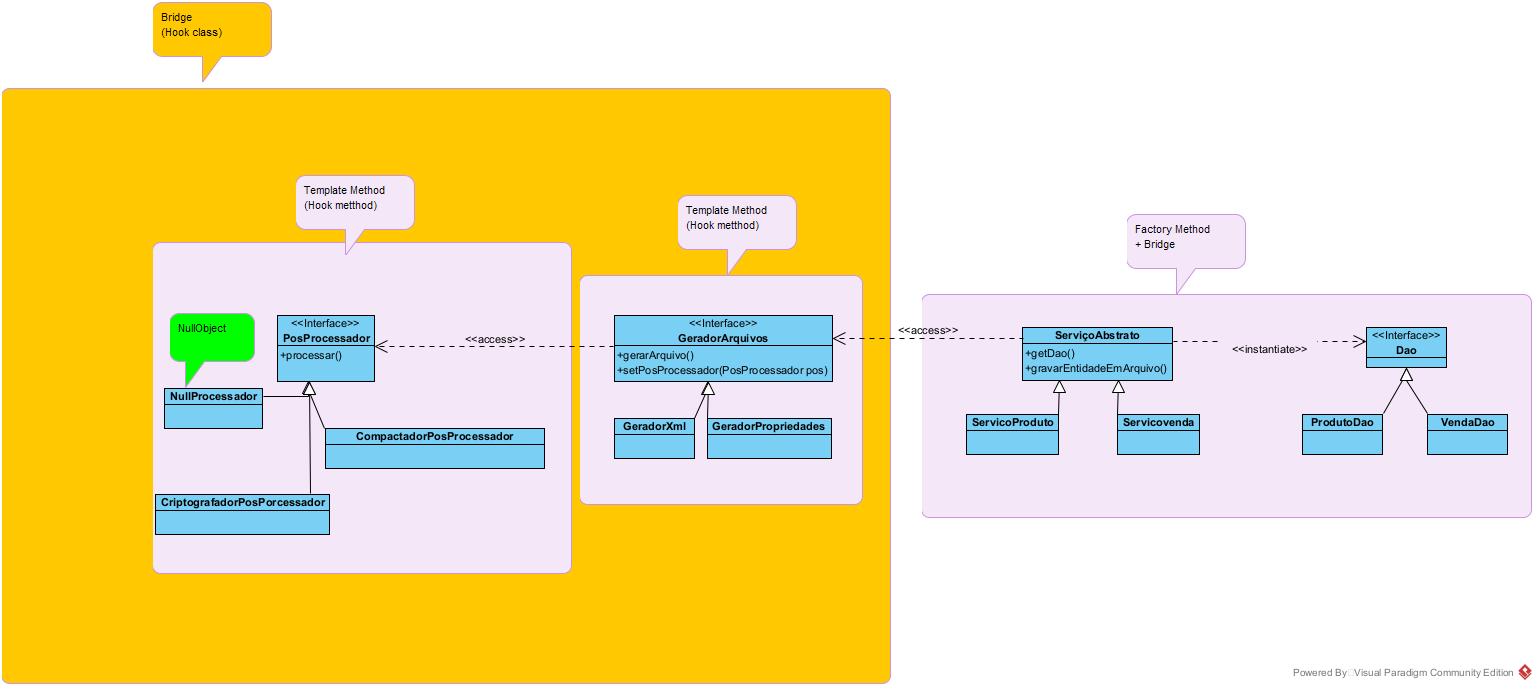 Bridge
(Hook class)
Template Method
(Hook metthod)
Template Method
(Hook metthod)
Factory Method
+ Bridge
NullObject
<<Interface>>
PosProcessador
+processar()
<<access>>
<<Interface>>
GeradorArquivos
+gerarArquivo()
+setPosProcessador(PosProcessador pos)
<<access>>
ServiçoAbstrato
+getDao()
+gravarEntidadeEmArquivo()
<<instantiate>>
<<Interface>>
Dao
NullProcessador
CompactadorPosProcessador
CriptografadorPosPorcessador
GeradorXml
GeradorPropriedades
ServicoProduto
Servicovenda
ProdutoDao
VendaDao
Powered By Visual Paradigm Community Edition